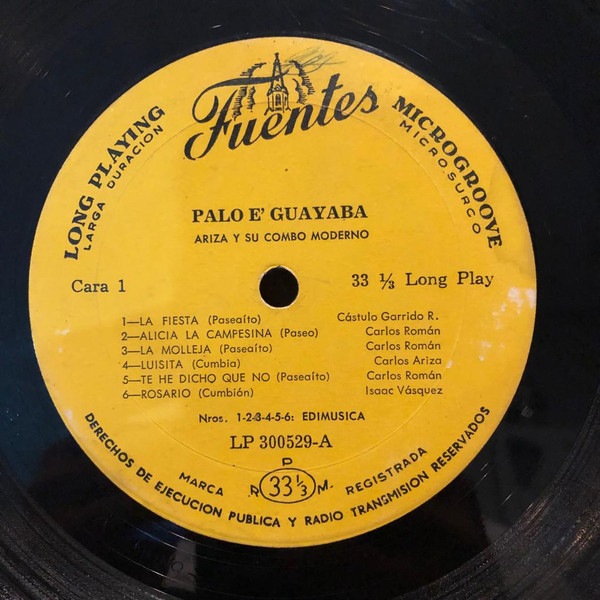 Fuentes
LONG PLAYING
LARGA DURACION
MICROGROOVE
MICROSURCO
PALO E' GUAYABA
ARIZA Y SU COMBO MODERNO
Cara 1 33 ⅓ Long Play
1—LA FIESTA (Paseaíto) Cástulo Garrido R.
2—ALICIA LA CAMPESINA (Paseo) Carlos Román
3—LA MOLLEJA (Paseaíto) Carlos Román
4—LUISITA (Cumbia) Carlos Ariza
5—TE HE DICHO QUE NO (Paseaíto) Carlos Román
6—ROSARIO (Cumbión) Isaac Vásquez
Nros. 1-2-3-4-5-6: EDIMUSICA
LP 300529-A
MARCA R. P. M. REGISTRADA
33 ⅓
DERECHOS DE EJECUCION PUBLICA Y RADIO TRANSMISION RESERVADOS